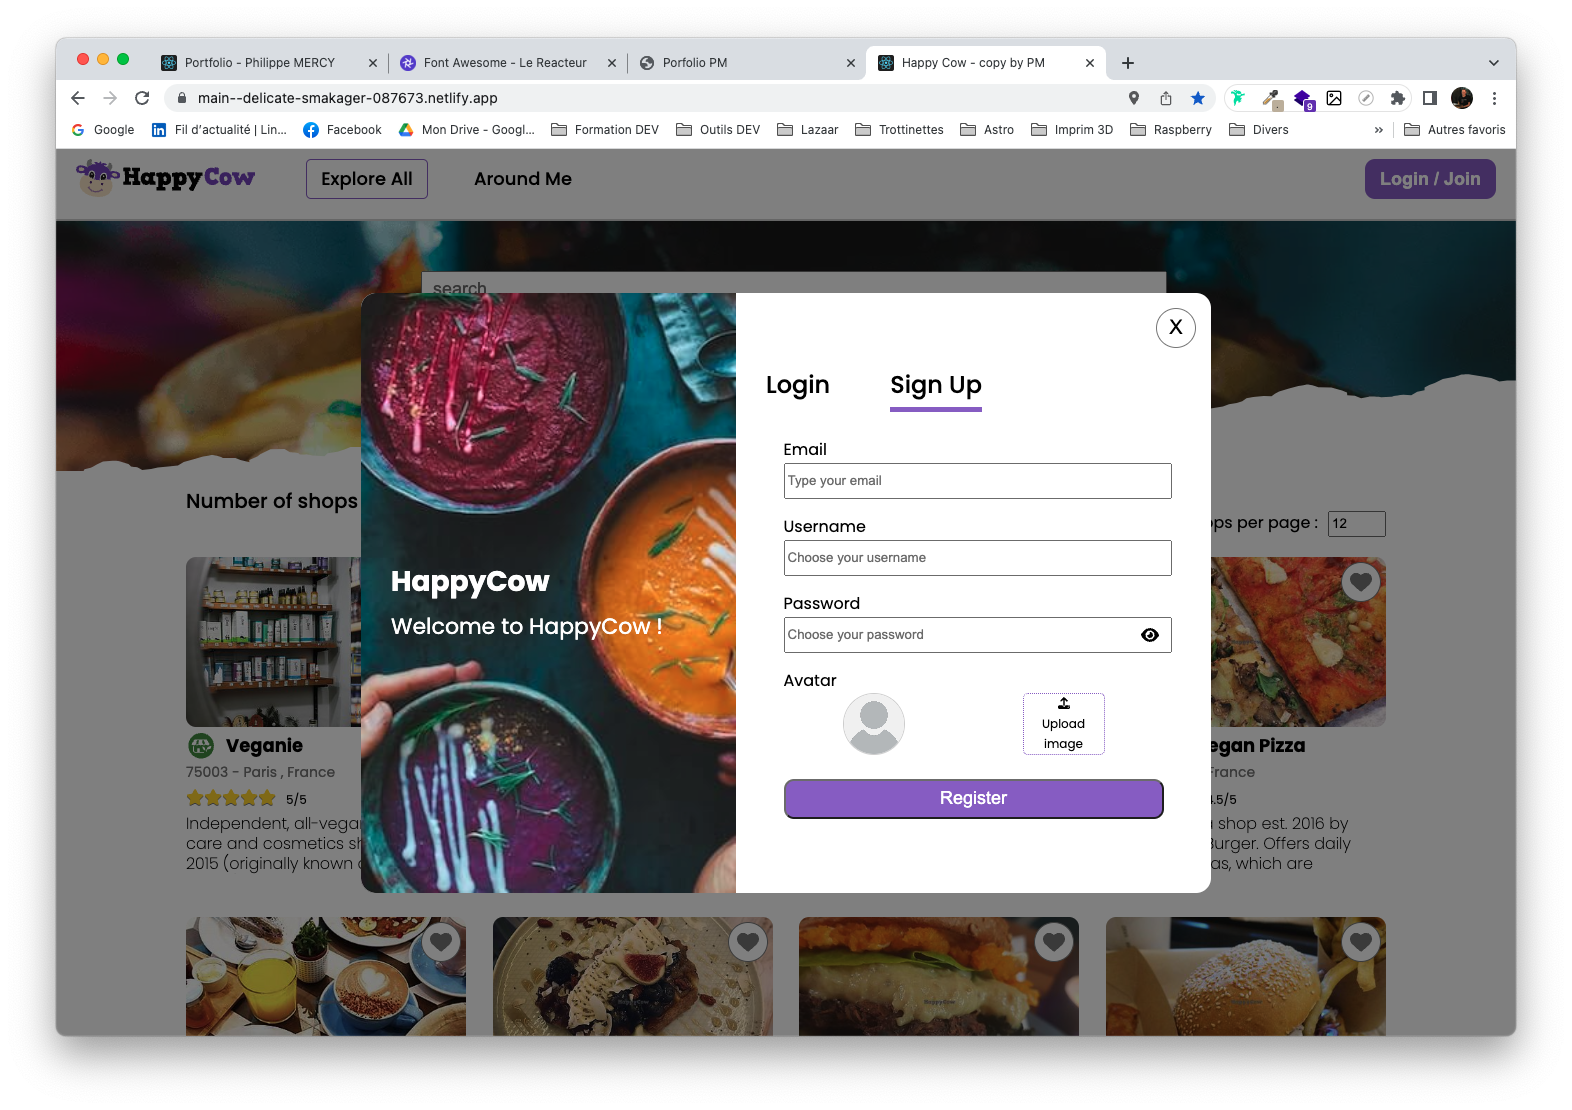 Portfolio - Philippe MERCY
Font Awesome - Le Reacteur
Porfolio PM
Happy Cow - copy by PM
main--delicate-smakager-087673.netlify.app
9
Google
Fil d'actualité | Lin...
Facebook
Mon Drive - Googl...
Formation DEV
Outils DEV
Lazaar
Trottinettes
Astro
Imprim 3D
Raspberry
Divers
»
Autres favoris
HappyCow
Explore All
Around Me
Login / Join
search
X
Login
Sign Up
Email
Type your email
Username
Choose your username
Password
Choose your password
Avatar
Upload
image
Register
HappyCow
Welcome to HappyCow !
Number of shops
per page :
12
Veganie
75003 - Paris , France
5/5
Independent, all-vegan
care and cosmetics
2015 (originally known
Pizza
France
4.5/5
shop est. 2016 by
Burger. Offers daily
which are
HappyCow
HappyCow